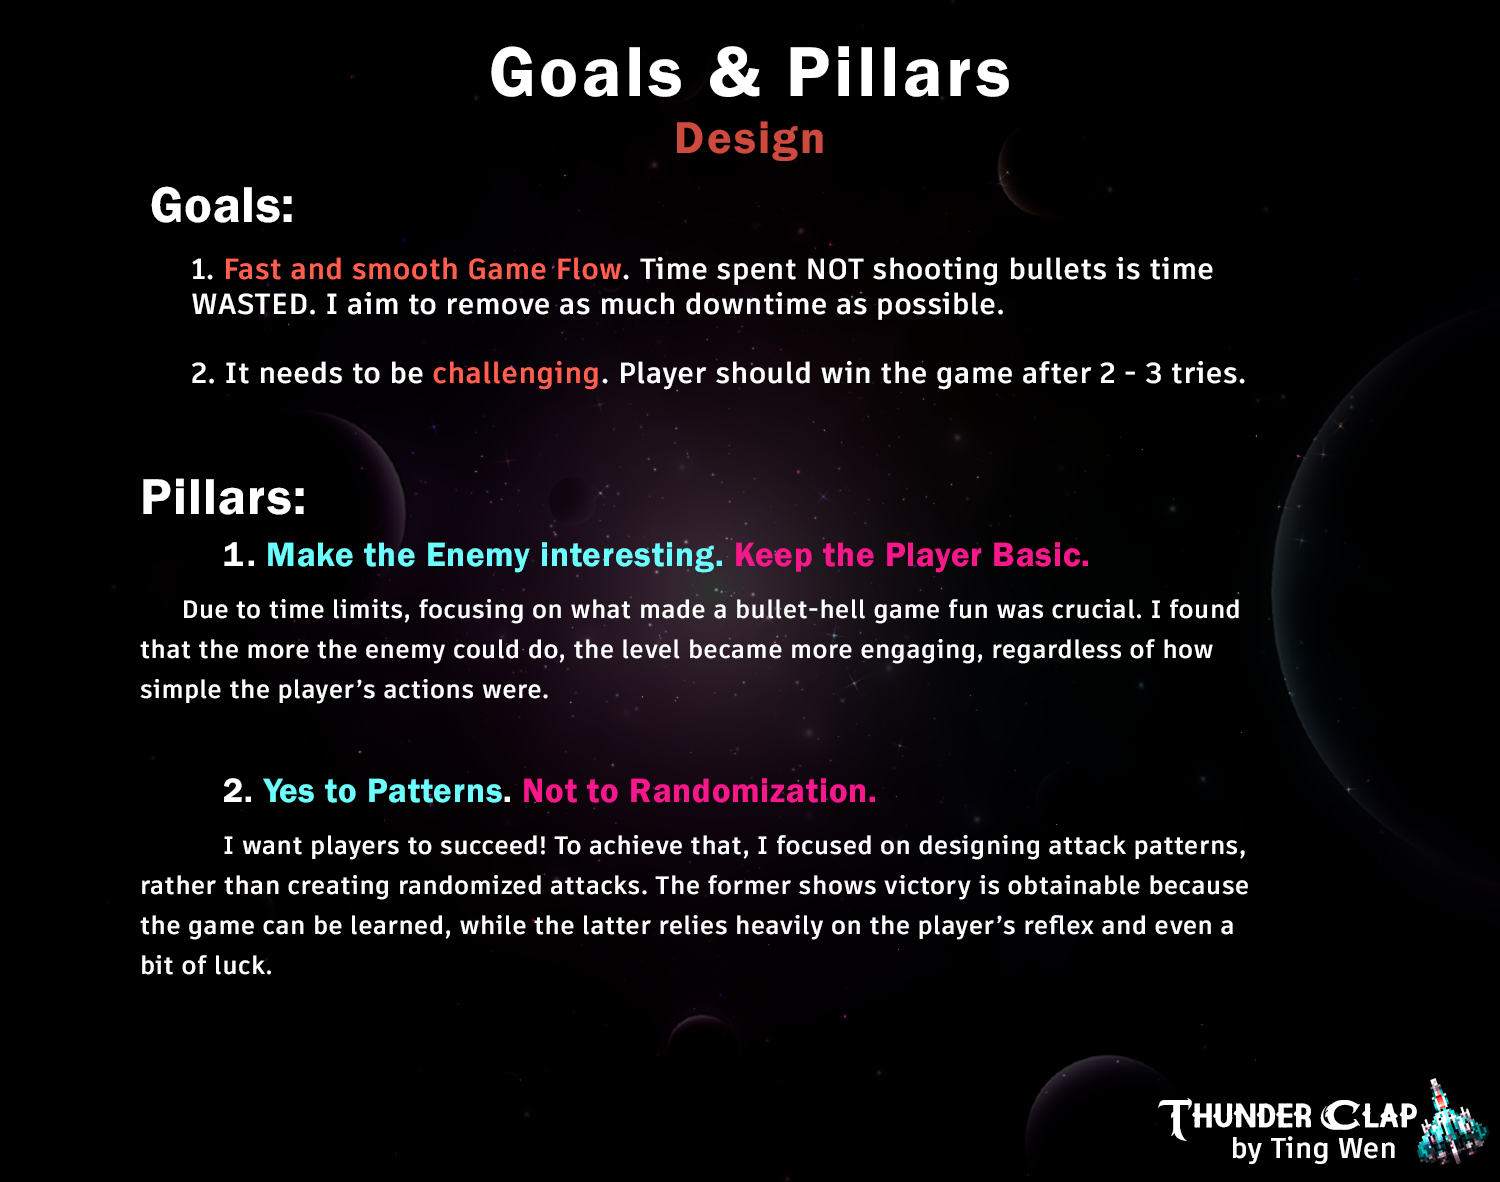 Goals & Pillars
Design
Goals:
1. Fast and smooth Game Flow. Time spent NOT shooting bullets is time
WASTED. I aim to remove as much downtime as possible.
2. It needs to be challenging. Player should win the game after 2 - 3 tries.
Pillars:
1. Make the Enemy interesting. Keep the Player Basic.
Due to time limits, focusing on what made a bullet-hell game fun was crucial. I found
that the more the enemy could do, the level became more engaging, regardless of how
simple the player’s actions were.
2. Yes to Patterns. Not to Randomization.
I want players to succeed! To achieve that, I focused on designing attack patterns,
rather than creating randomized attacks. The former shows victory is obtainable because
the game can be learned, while the latter relies heavily on the player’s reflex and even a
bit of luck.
THUNDER CLAP
by Ting Wen